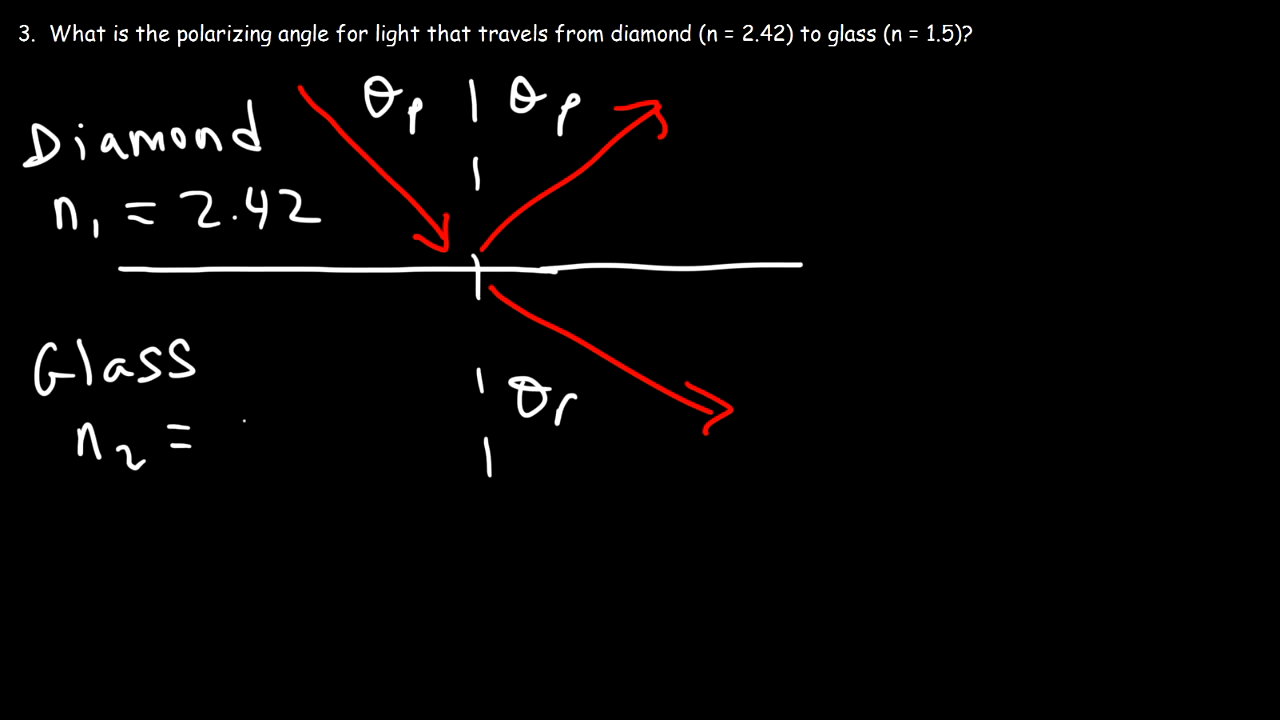 3. What is the polarizing angle for light that travels from diamond (n = 2.42) to glass (n = 1.5)?
θp θp
Diamond
n1 = 2.42
Glass
θr
n2 =